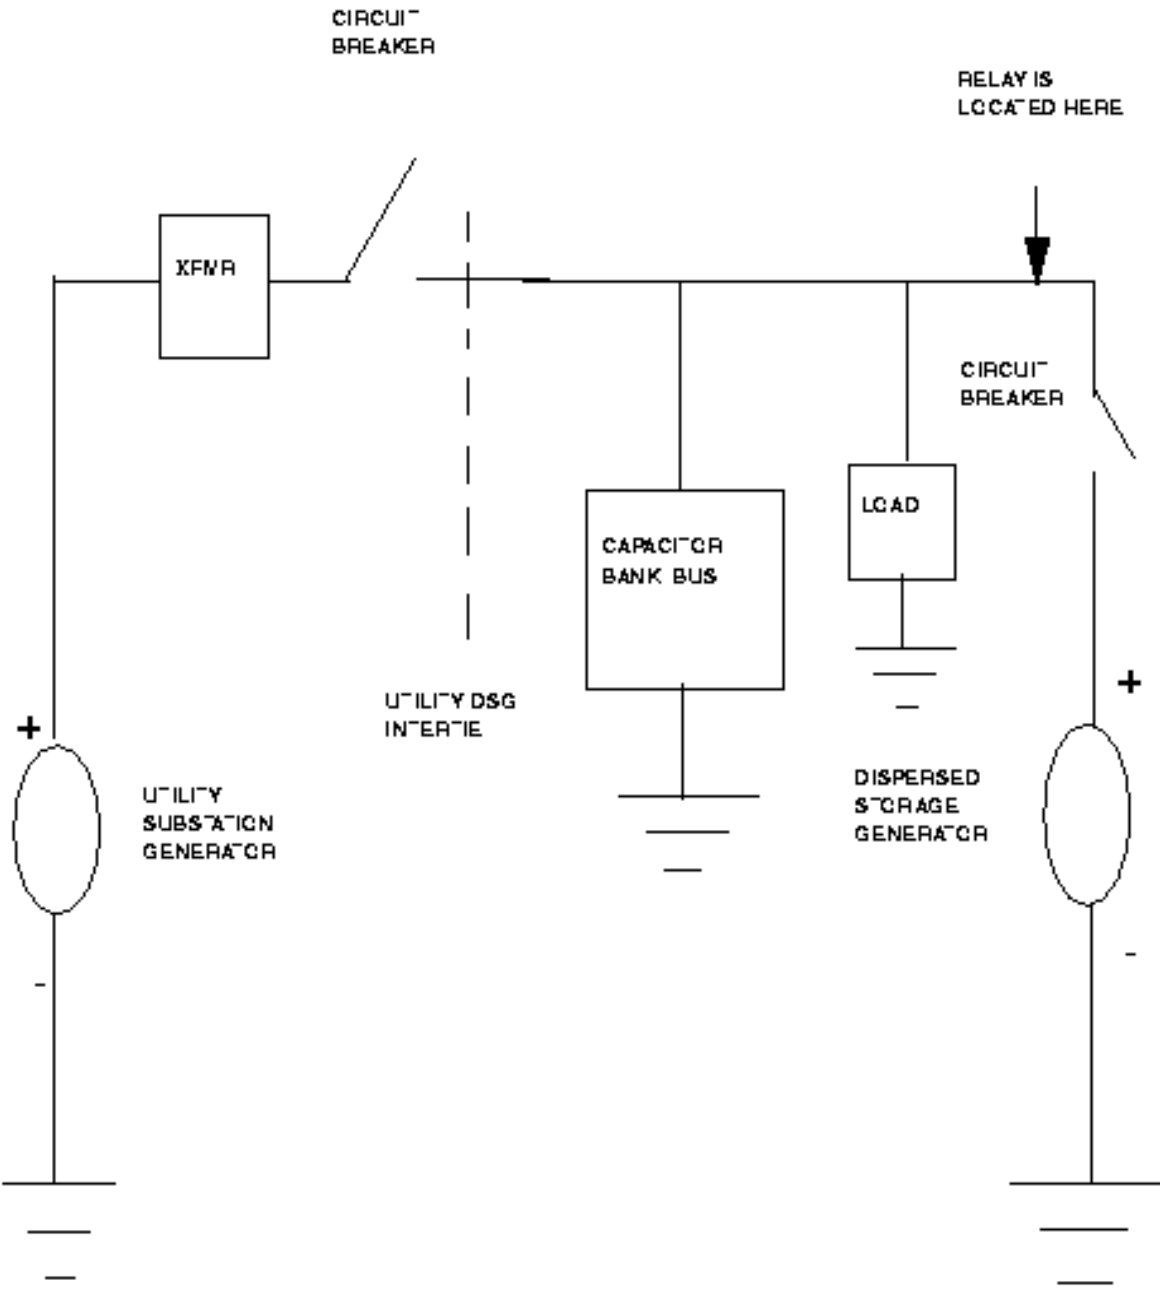 CIRCUIT
BREAKER
RELAY IS
LOCATED HERE
XFMR
CIRCUIT
BREAKER
LOAD
CAPACITOR
BANK BUS
+
UTILITY DSG
INTERTIE
+
DISPERSED
STORAGE
GENERATOR
UTILITY
SUBSTATION
GENERATOR
-
-